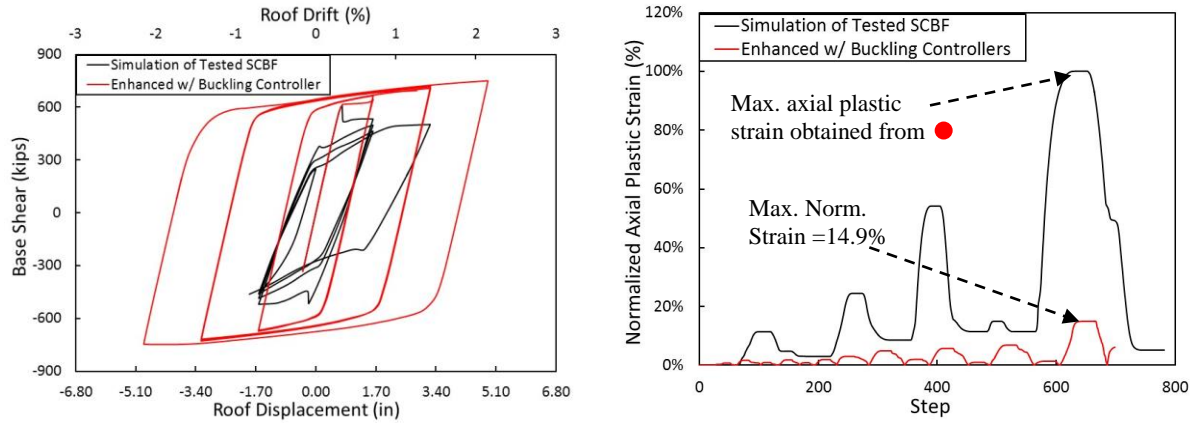 Roof Drift (%)
-3 -2 -1 0 1 2 3
900
600
300
0
-300
-600
-900
Base Shear (kips)
Simulation of Tested SCBF
Enhanced w/ Buckling Controller
-6.80 -5.10 -3.40 -1.70 0.00 1.70 3.40 5.10 6.80
Roof Displacement (in)
120%
100%
80%
60%
40%
20%
0%
Normalized Axial Plastic Strain (%)
Simulation of Tested SCBF
Enhanced w/ Buckling Controllers
Max. axial plastic
strain obtained from
Max. Norm.
Strain =14.9%
0 200 400 600 800
Step